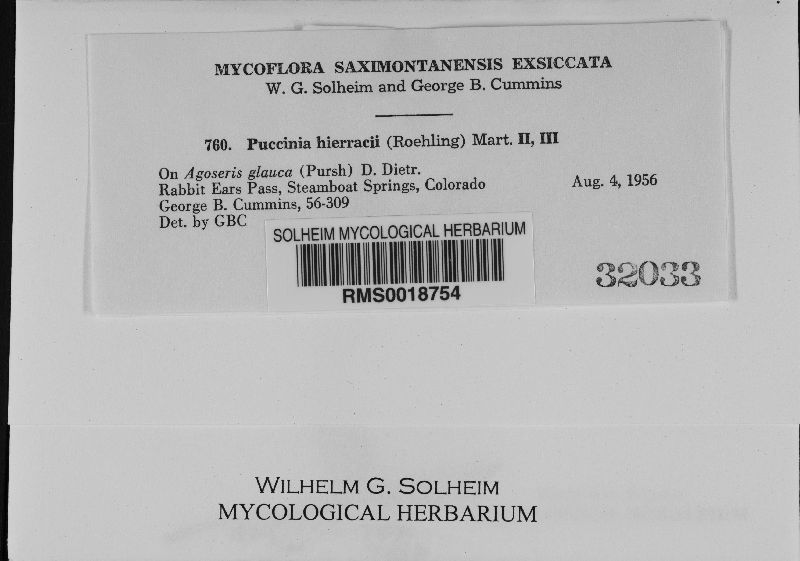 MYCOFLORA SAXIMONTANENSIS EXSICCATA
W. G. Solheim and George B. Cummins
760. Puccinia hierracii (Roehling) Mart. II, III
On Agoseris glauca (Pursh) D. Dietr.
Rabbit Ears Pass, Steamboat Springs, Colorado Aug. 4, 1956
George B. Cummins, 56-309
Det. by GBC
SOLHEIM MYCOLOGICAL HERBARIUM
RMS0018754
32033
WILHELM G. SOLHEIM
MYCOLOGICAL HERBARIUM